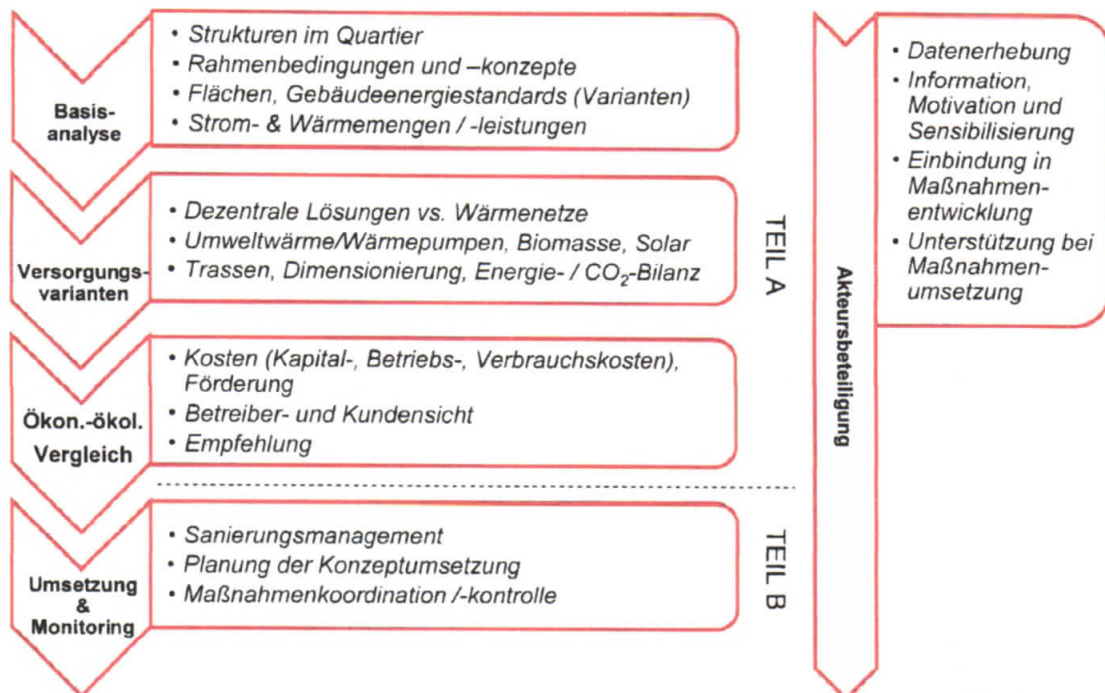 Basis-
analyse
• Strukturen im Quartier
• Rahmenbedingungen und –konzepte
• Flächen, Gebäudeenergiestandards (Varianten)
• Strom- & Wärmemengen / -leistungen
Versorgungs-
varianten
• Dezentrale Lösungen vs. Wärmenetze
• Umweltwärme/Wärmepumpen, Biomasse, Solar
• Trassen, Dimensionierung, Energie- / CO₂-Bilanz
Ökon.-ökol.
Vergleich
• Kosten (Kapital-, Betriebs-, Verbrauchskosten),
Förderung
• Betreiber- und Kundensicht
• Empfehlung
TEIL A
Umsetzung
&
Monitoring
• Sanierungsmanagement
• Planung der Konzeptumsetzung
• Maßnahmenkoordination /-kontrolle
TEIL B
Akteursbeteiligung
• Datenerhebung
• Information,
Motivation und
Sensibilisierung
• Einbindung in
Maßnahmen-
entwicklung
• Unterstützung bei
Maßnahmen-
umsetzung